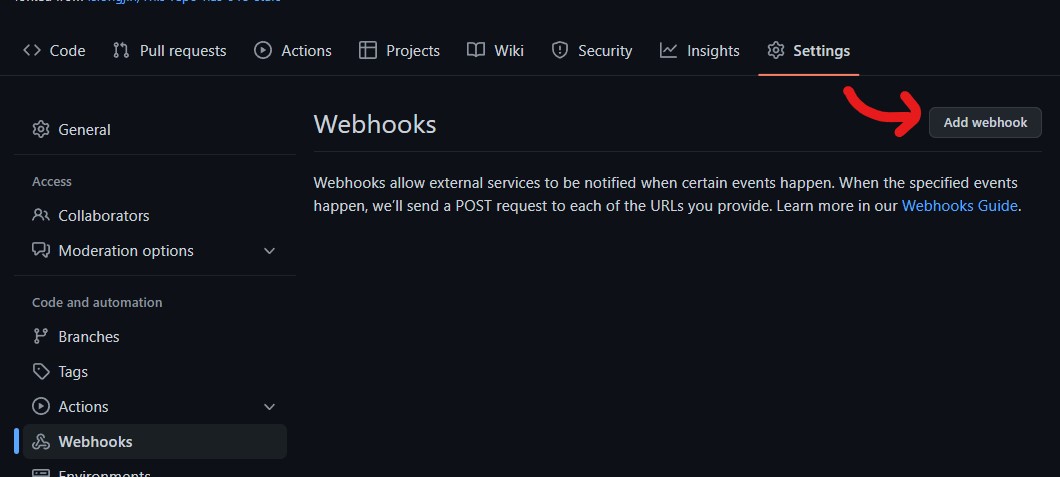 Code Pull requests Actions Projects Wiki Security Insights Settings
General
Access
Collaborators
Moderation options
Code and automation
Branches
Tags
Actions
Webhooks
Environments
Webhooks
Add webhook
Webhooks allow external services to be notified when certain events happen. When the specified events
happen, we'll send a POST request to each of the URLs you provide. Learn more in our Webhooks Guide.